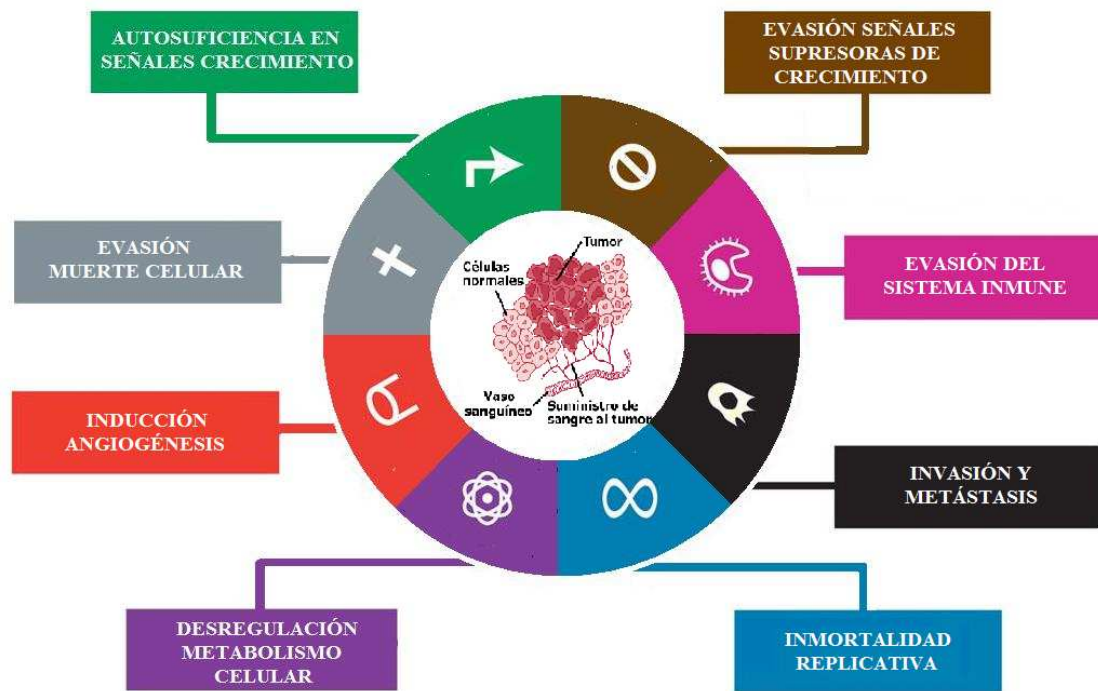 AUTOSUFICIENCIA EN
SEÑALES CRECIMIENTO
EVASIÓN SEÑALES
SUPRESORAS DE
CRECIMIENTO
EVASIÓN
MUERTE CELULAR
EVASIÓN DEL
SISTEMA INMUNE
Tumor
Células
normales
Vaso
sanguíneo
Suministro de
sangre al tumor
INDUCCIÓN
ANGIOGÉNESIS
INVASIÓN Y
METÁSTASIS
DESREGULACIÓN
METABOLISMO
CELULAR
INMORTALIDAD
REPLICATIVA